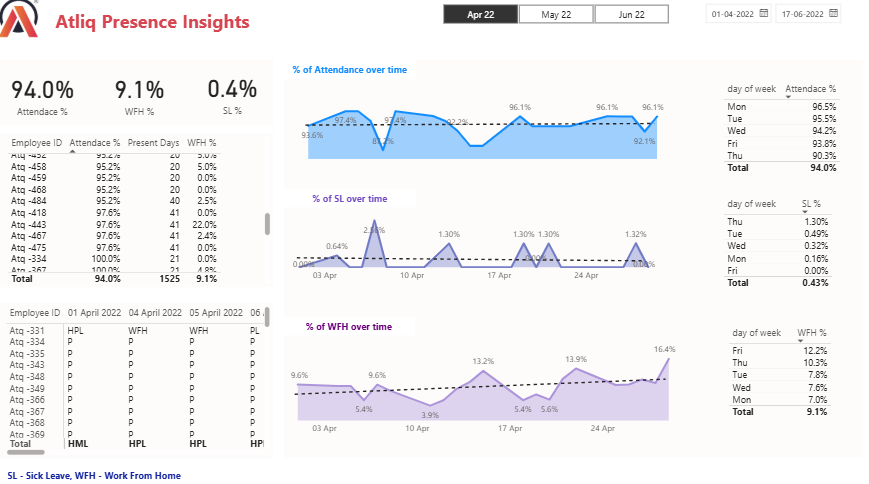 Atliq Presence Insights
Apr 22 May 22 Jun 22
01-04-2022 17-06-2022
94.0% 9.1% 0.4%
Attendace % WFH % SL %
Employee ID Attendace % Present Days WFH %
Atq -452 95.2% 20 5.0%
Atq -458 95.2% 20 5.0%
Atq -459 95.2% 20 0.0%
Atq -468 95.2% 20 0.0%
Atq -484 95.2% 40 2.5%
Atq -418 97.6% 41 0.0%
Atq -443 97.6% 41 22.0%
Atq -467 97.6% 41 2.4%
Atq -475 97.6% 41 0.0%
Atq -334 100.0% 21 0.0%
Atq -367 100.0% 21 4.8%
Total 94.0% 1525 9.1%
Employee ID 01 April 2022 04 April 2022 05 April 2022 06
Atq -331 HPL WFH WFH PL
Atq -334 P P P P
Atq -335 P P P P
Atq -343 P P P P
Atq -348 P P P P
Atq -349 P P P P
Atq -366 P P P P
Atq -367 P P P P
Atq -368 P P P P
Atq -369 P P P P
Total HML HPL HPL HPL
% of Attendance over time
93.6% 97.4% 97.4% 92.2% 96.1% 96.1% 92.1% 96.1%
% of SL over time
0.00% 0.64% 1.30% 1.30% 1.30% 0.00% 1.32% 0.00%
03 Apr 10 Apr 17 Apr 24 Apr
% of WFH over time
9.6% 5.4% 9.6% 3.9% 13.2% 5.4% 5.6% 13.9% 16.4%
03 Apr 10 Apr 17 Apr 24 Apr
day of week Attendace %
Mon 96.5%
Tue 95.5%
Wed 94.2%
Fri 93.8%
Thu 90.3%
Total 94.0%
day of week SL %
Thu 1.30%
Tue 0.49%
Wed 0.32%
Mon 0.16%
Fri 0.00%
Total 0.43%
day of week WFH %
Fri 12.2%
Thu 10.3%
Tue 7.8%
Wed 7.6%
Mon 7.0%
Total 9.1%
SL - Sick Leave, WFH - Work From Home